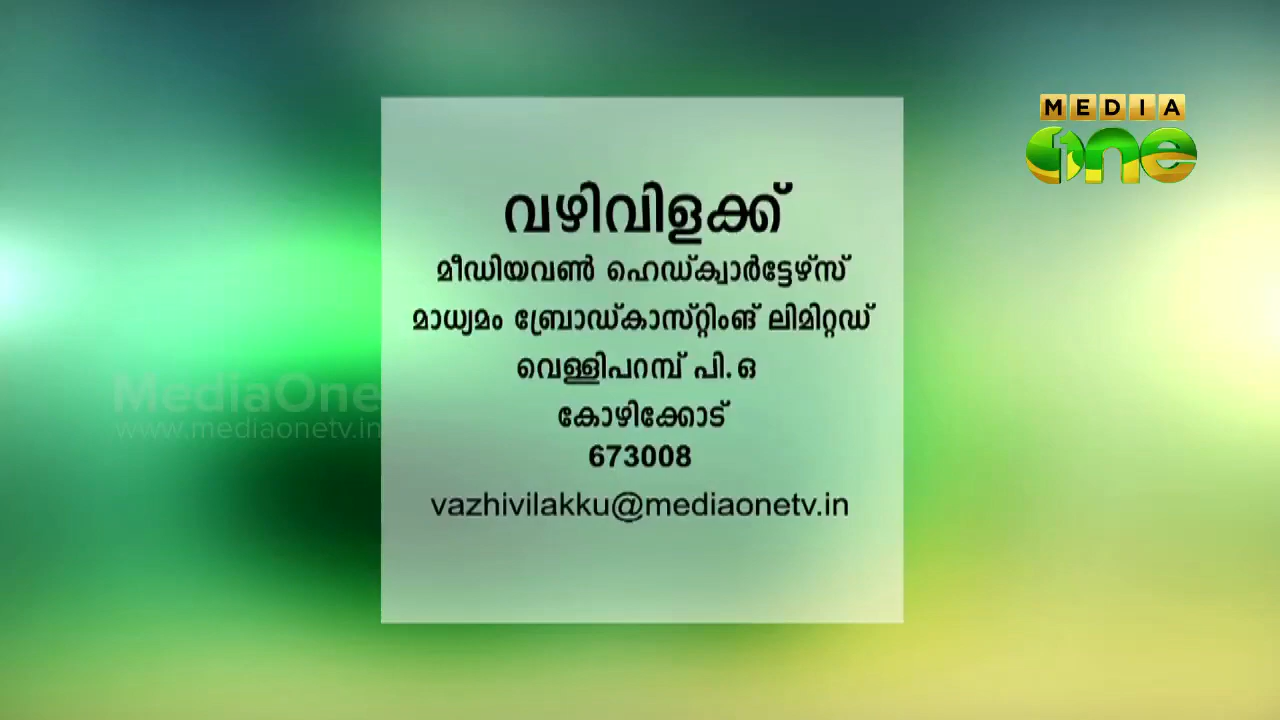 MEDIA
one
വഴിവിളക്ക്
മീഡിയവൺ ഹെഡ്ക്വാർട്ടേഴ്സ്
മാധ്യമം ബ്രോഡ്കാസ്റ്റിംങ് ലിമിറ്റഡ്
വെള്ളിപറമ്പ് പി.ഒ
കോഴിക്കോട്
673008
vazhivilakku@mediaonetv.in
MediaOne
www.mediaonetv.in